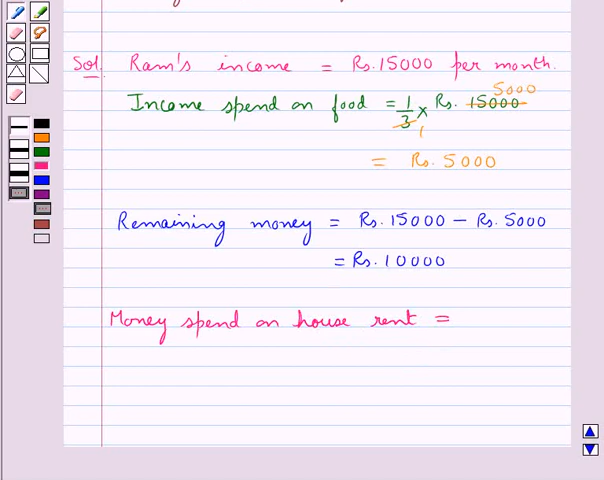 Sol. Ram's income = Rs.15000 per month.
5000
Income spend on food = 1/3 × Rs. 15000
1
= Rs. 5000
Remaining money = Rs.15000 - Rs.5000
= Rs.10000
Money spend on house rent =